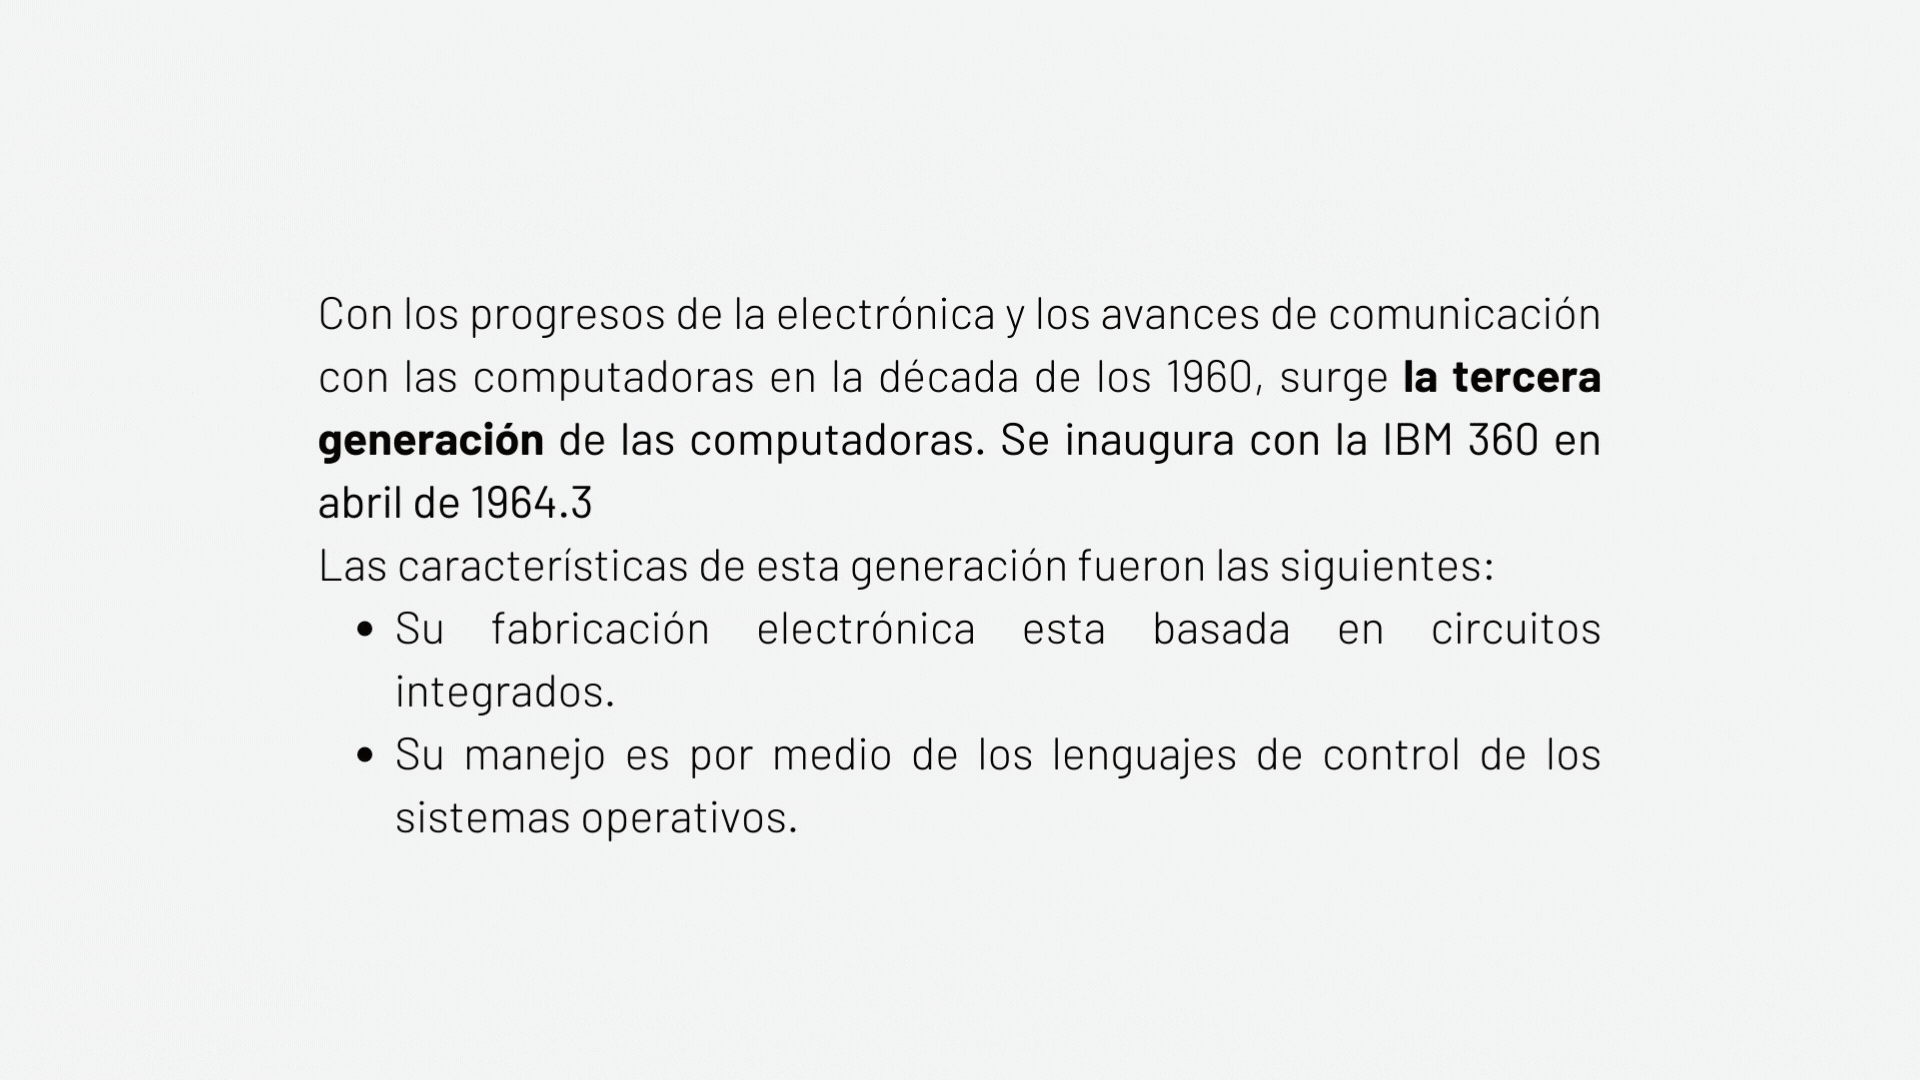 Con los progresos de la electrónica y los avances de comunicación
con las computadoras en la década de los 1960, surge la tercera
generación de las computadoras. Se inaugura con la IBM 360 en
abril de 1964.3
Las características de esta generación fueron las siguientes:
• Su fabricación electrónica esta basada en circuitos
integrados.
• Su manejo es por medio de los lenguajes de control de los
sistemas operativos.